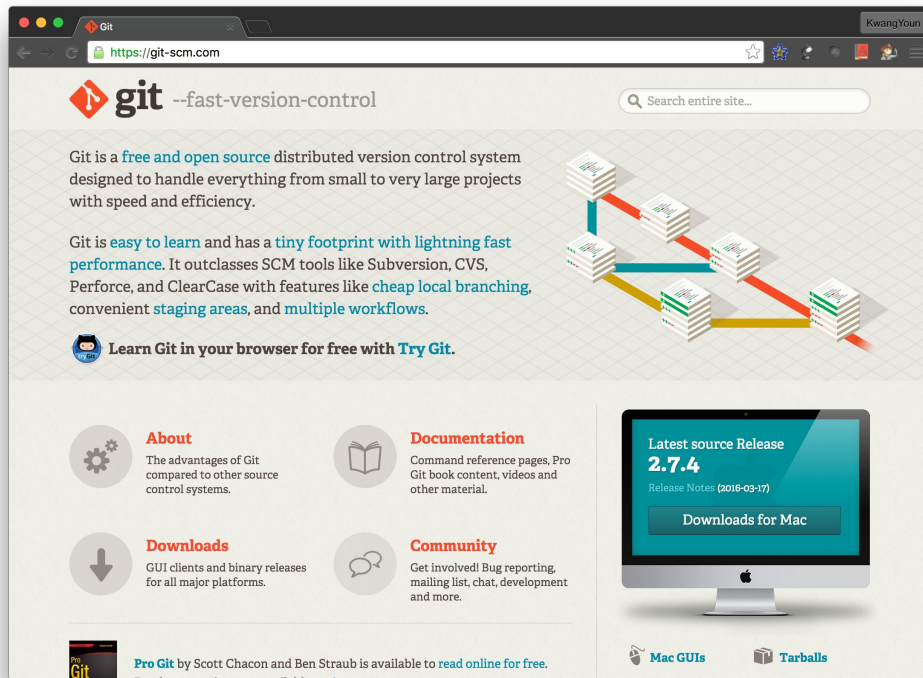 Git
KwangYoun
https://git-scm.com
git --fast-version-control
Search entire site...
Git is a free and open source distributed version control system
designed to handle everything from small to very large projects
with speed and efficiency.
Git is easy to learn and has a tiny footprint with lightning fast
performance. It outclasses SCM tools like Subversion, CVS,
Perforce, and ClearCase with features like cheap local branching,
convenient staging areas, and multiple workflows.
Learn Git in your browser for free with Try Git.
About
The advantages of Git
compared to other source
control systems.
Documentation
Command reference pages, Pro
Git book content, videos and
other material.
Downloads
GUI clients and binary releases
for all major platforms.
Community
Get involved! Bug reporting,
mailing list, chat, development
and more.
Latest source Release
2.7.4
Release Notes (2016-03-17)
Downloads for Mac
Mac GUIs
Tarballs
Pro
Git
Pro Git by Scott Chacon and Ben Straub is available to read online for free.